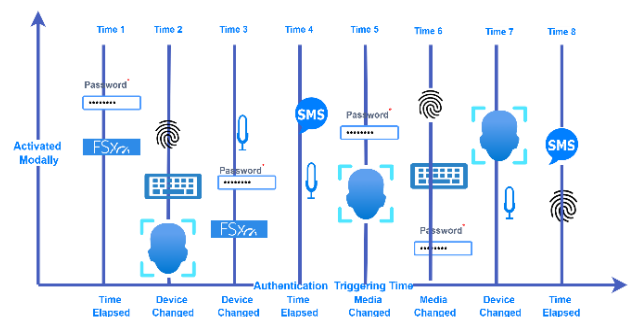 Time 1
Time 2
Time 3
Time 4
Time 5
Time 6
Time 7
Time 8
Password*
FSx
Password*
FSx
SMS
Password*
Password*
SMS
Activated
Modally
Authentication Triggering Time
Time
Elapsed
Device
Changed
Device
Changed
Time
Elapsed
Media
Changed
Media
Changed
Device
Changed
Time
Elapsed